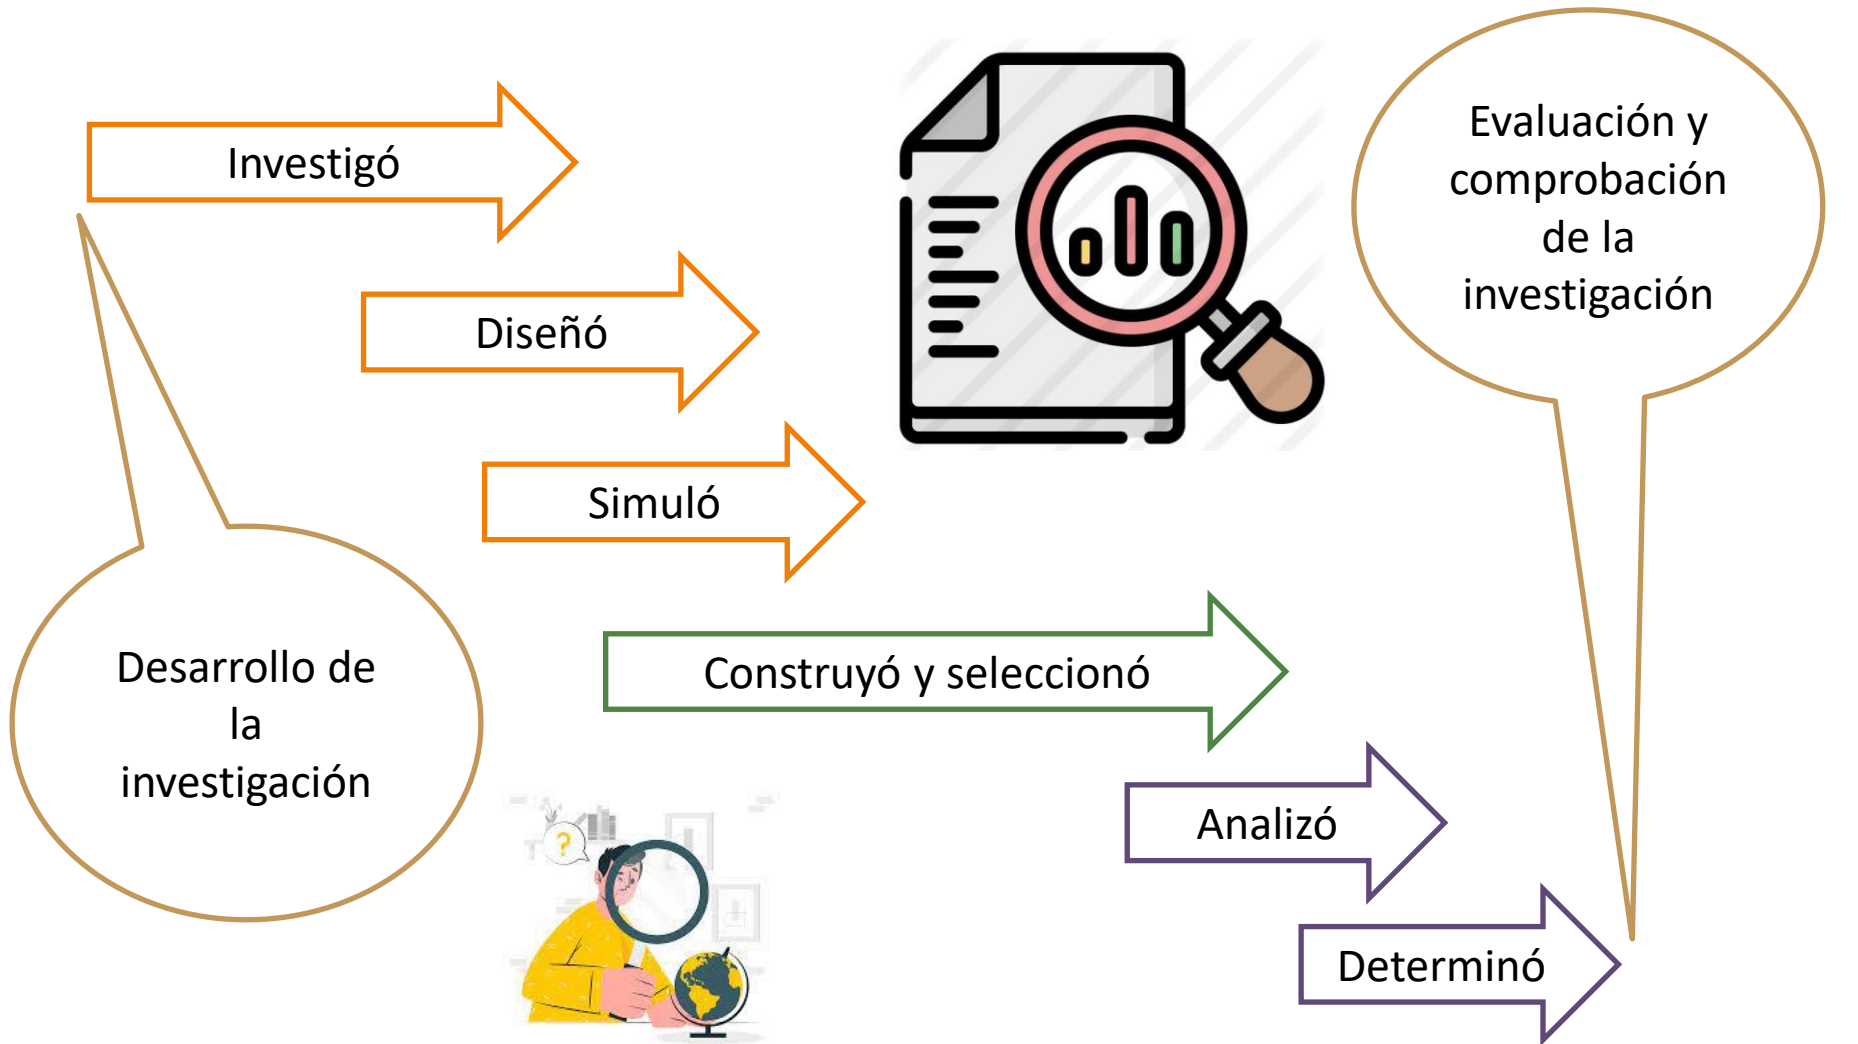 Investigó
Diseñó
Simuló
Construyó y seleccionó
Analizó
Determinó
Desarrollo de
la
investigación
Evaluación y
comprobación
de la
investigación
?